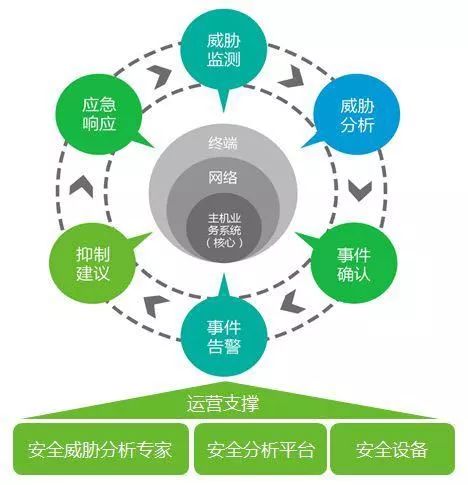 威胁
监测
威胁
分析
事件
确认
事件
告警
抑制
建议
应急
响应
终端
网络
主机业
务系统
（核心）
运营支撑
安全威胁分析专家
安全分析平台
安全设备